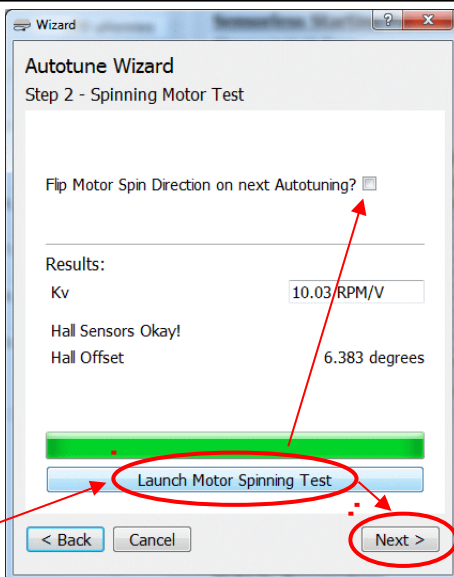 Wizard
Autotune Wizard
Step 2 - Spinning Motor Test
Flip Motor Spin Direction on next Autotuning?
Results:
Kv 10.03 RPM/V
Hall Sensors Okay!
Hall Offset 6.383 degrees
Launch Motor Spinning Test
< Back Cancel Next >